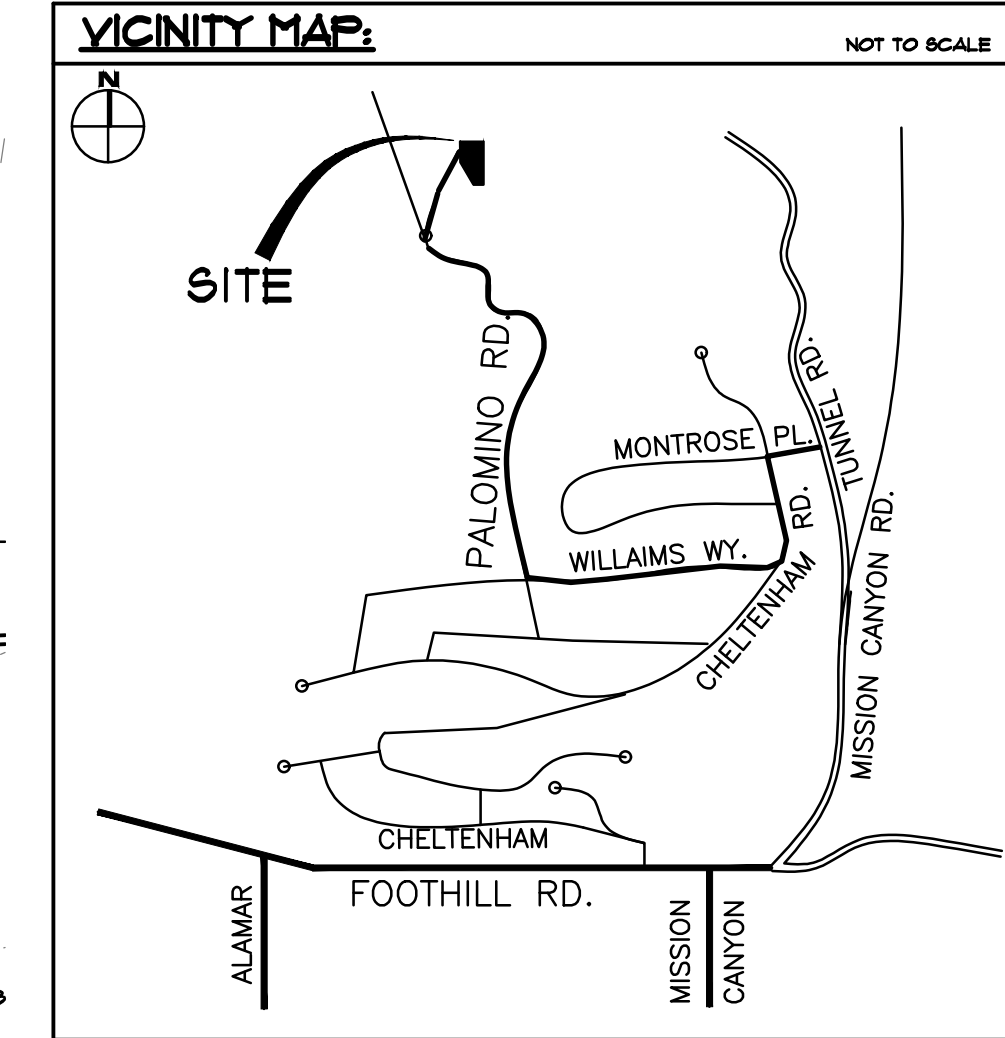 VICINITY MAP:
NOT TO SCALE
N
SITE
PALOMINO RD.
TUNNEL RD.
MONTROSE PL.
RD.
WILLAIMS WY.
CHELTENHAM
MISSION CANYON RD.
CHELTENHAM
FOOTHILL RD.
ALAMAR
MISSION
CANYON